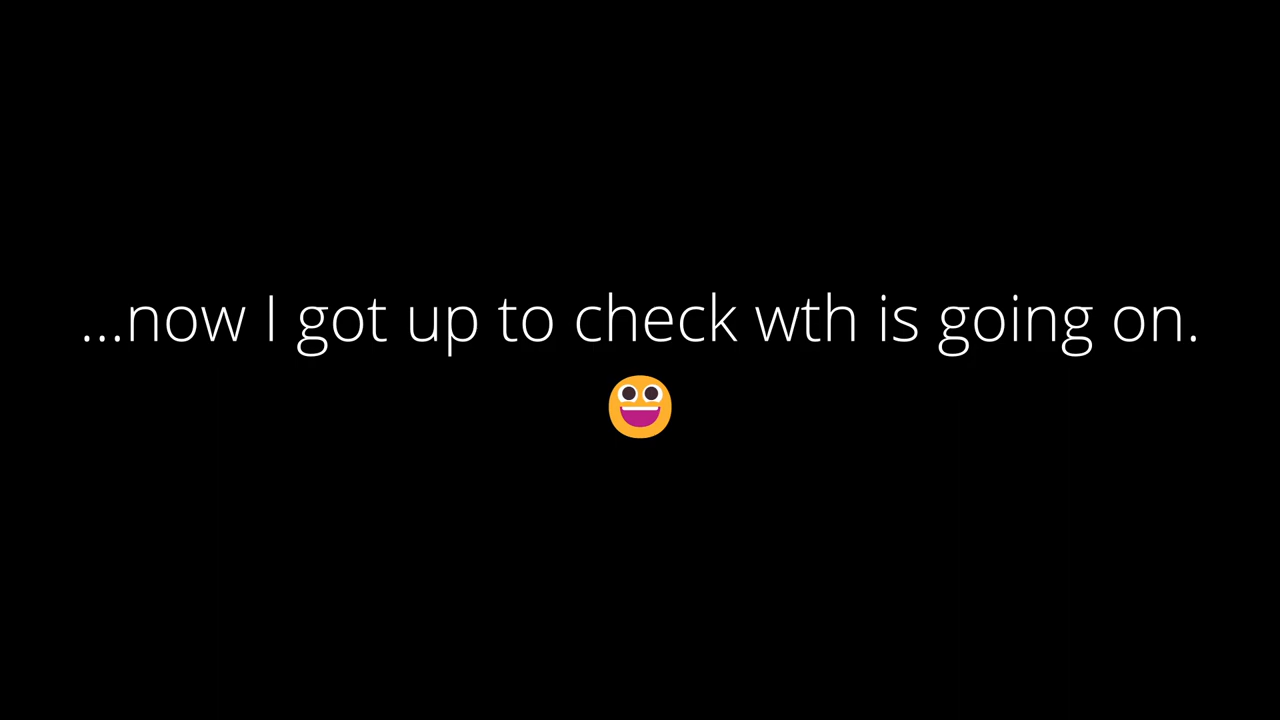 ...now I got up to check wth is going on.
😀